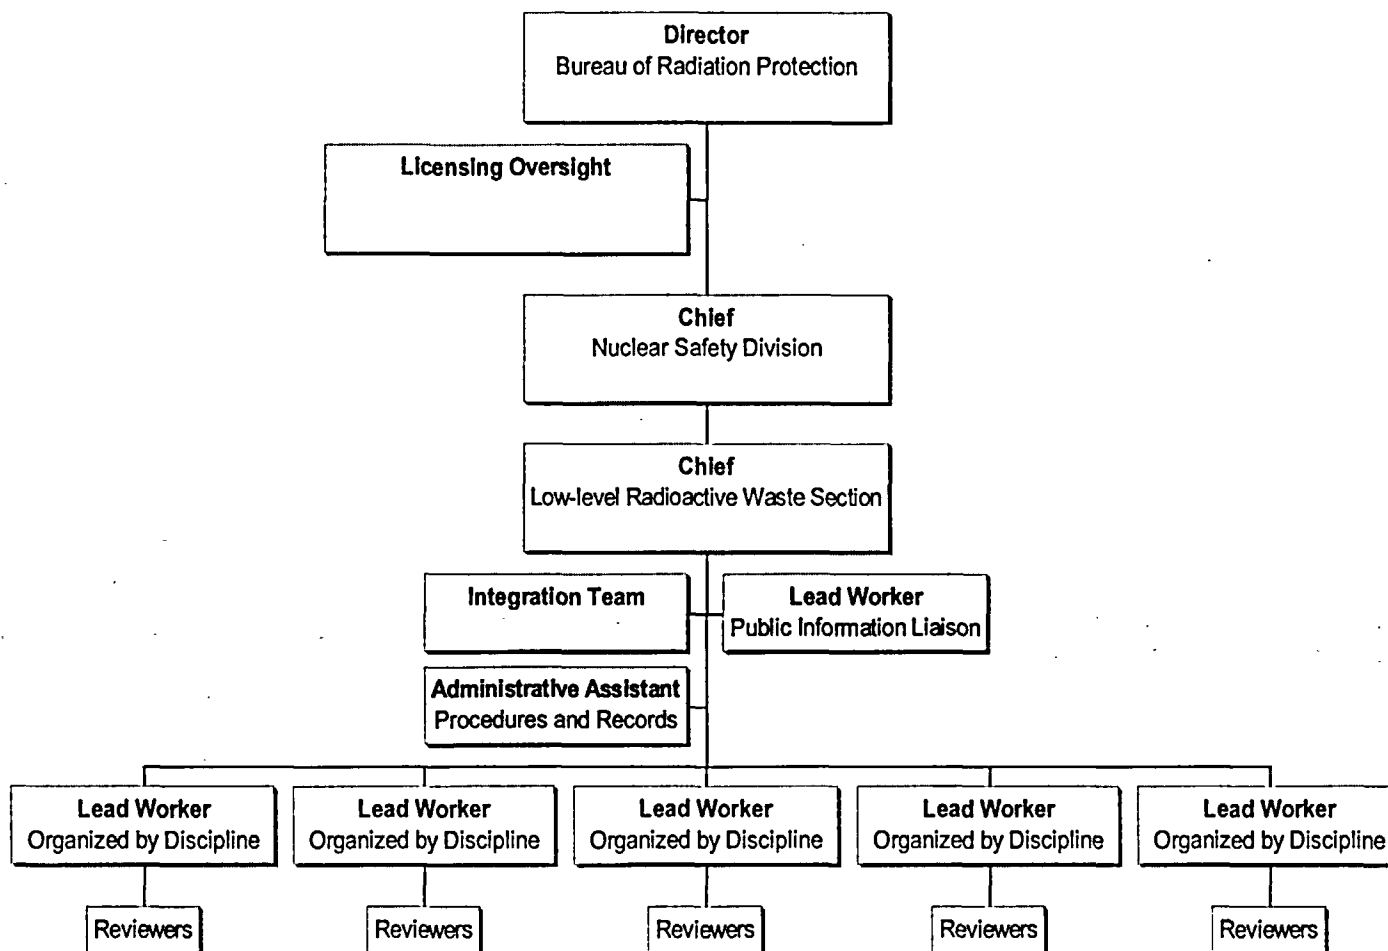 Director
Bureau of Radiation Protection
Licensing Oversight
Chief
Nuclear Safety Division
Chief
Low-level Radioactive Waste Section
Integration Team
Lead Worker
Public Information Liaison
Administrative Assistant
Procedures and Records
Lead Worker
Organized by Discipline
Lead Worker
Organized by Discipline
Lead Worker
Organized by Discipline
Lead Worker
Organized by Discipline
Lead Worker
Organized by Discipline
Reviewers
Reviewers
Reviewers
Reviewers
Reviewers